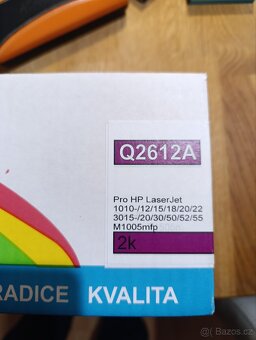 Q2612A
Pro HP LaserJet
1010-/12/15/18/20/22
3015-/20/30/50/52/55
M1005mfp
2k
RADICE KVALITA
Bazos.cz